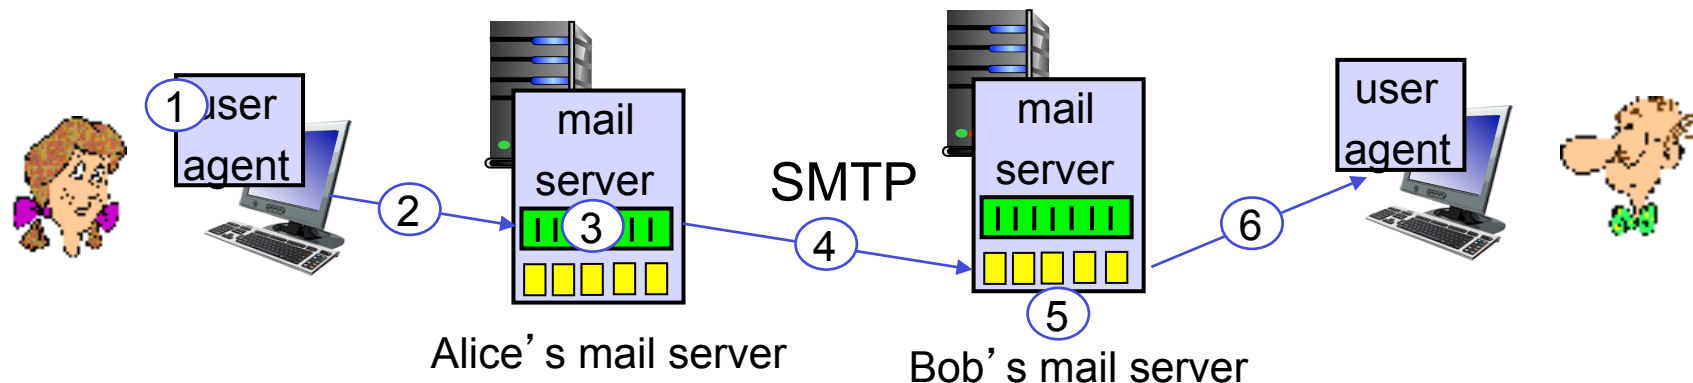 1
user
agent
2
mail
server
3
Alice’s mail server
SMTP
4
mail
server
5
Bob’s mail server
6
user
agent